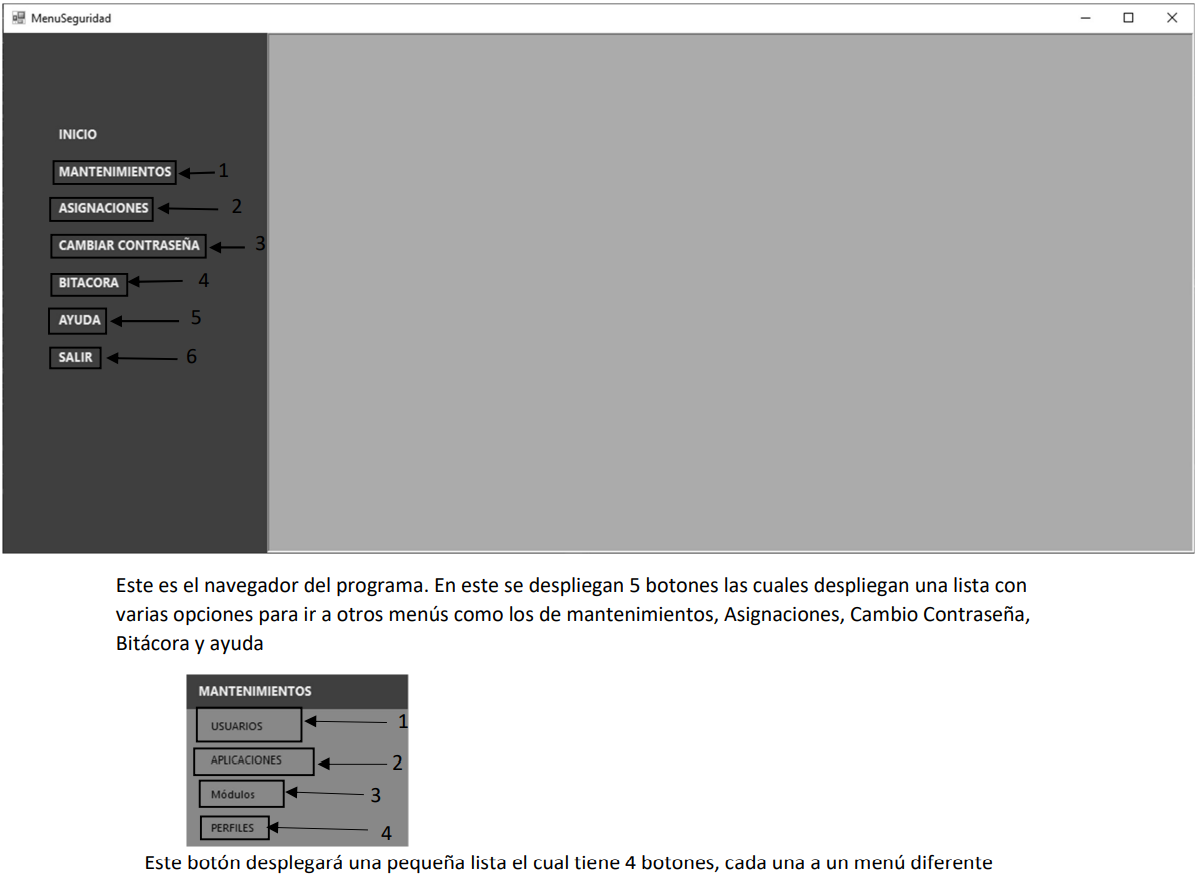 MenuSeguridad
INICIO
MANTENIMIENTOS 1
ASIGNACIONES 2
CAMBIAR CONTRASEÑA 3
BITACORA 4
AYUDA 5
SALIR 6
Este es el navegador del programa. En este se despliegan 5 botones las cuales despliegan una lista con
varias opciones para ir a otros menús como los de mantenimientos, Asignaciones, Cambio Contraseña,
Bitácora y ayuda
MANTENIMIENTOS
USUARIOS 1
APLICACIONES 2
Módulos 3
PERFILES 4
Este botón desplegará una pequeña lista el cual tiene 4 botones, cada una a un menú diferente